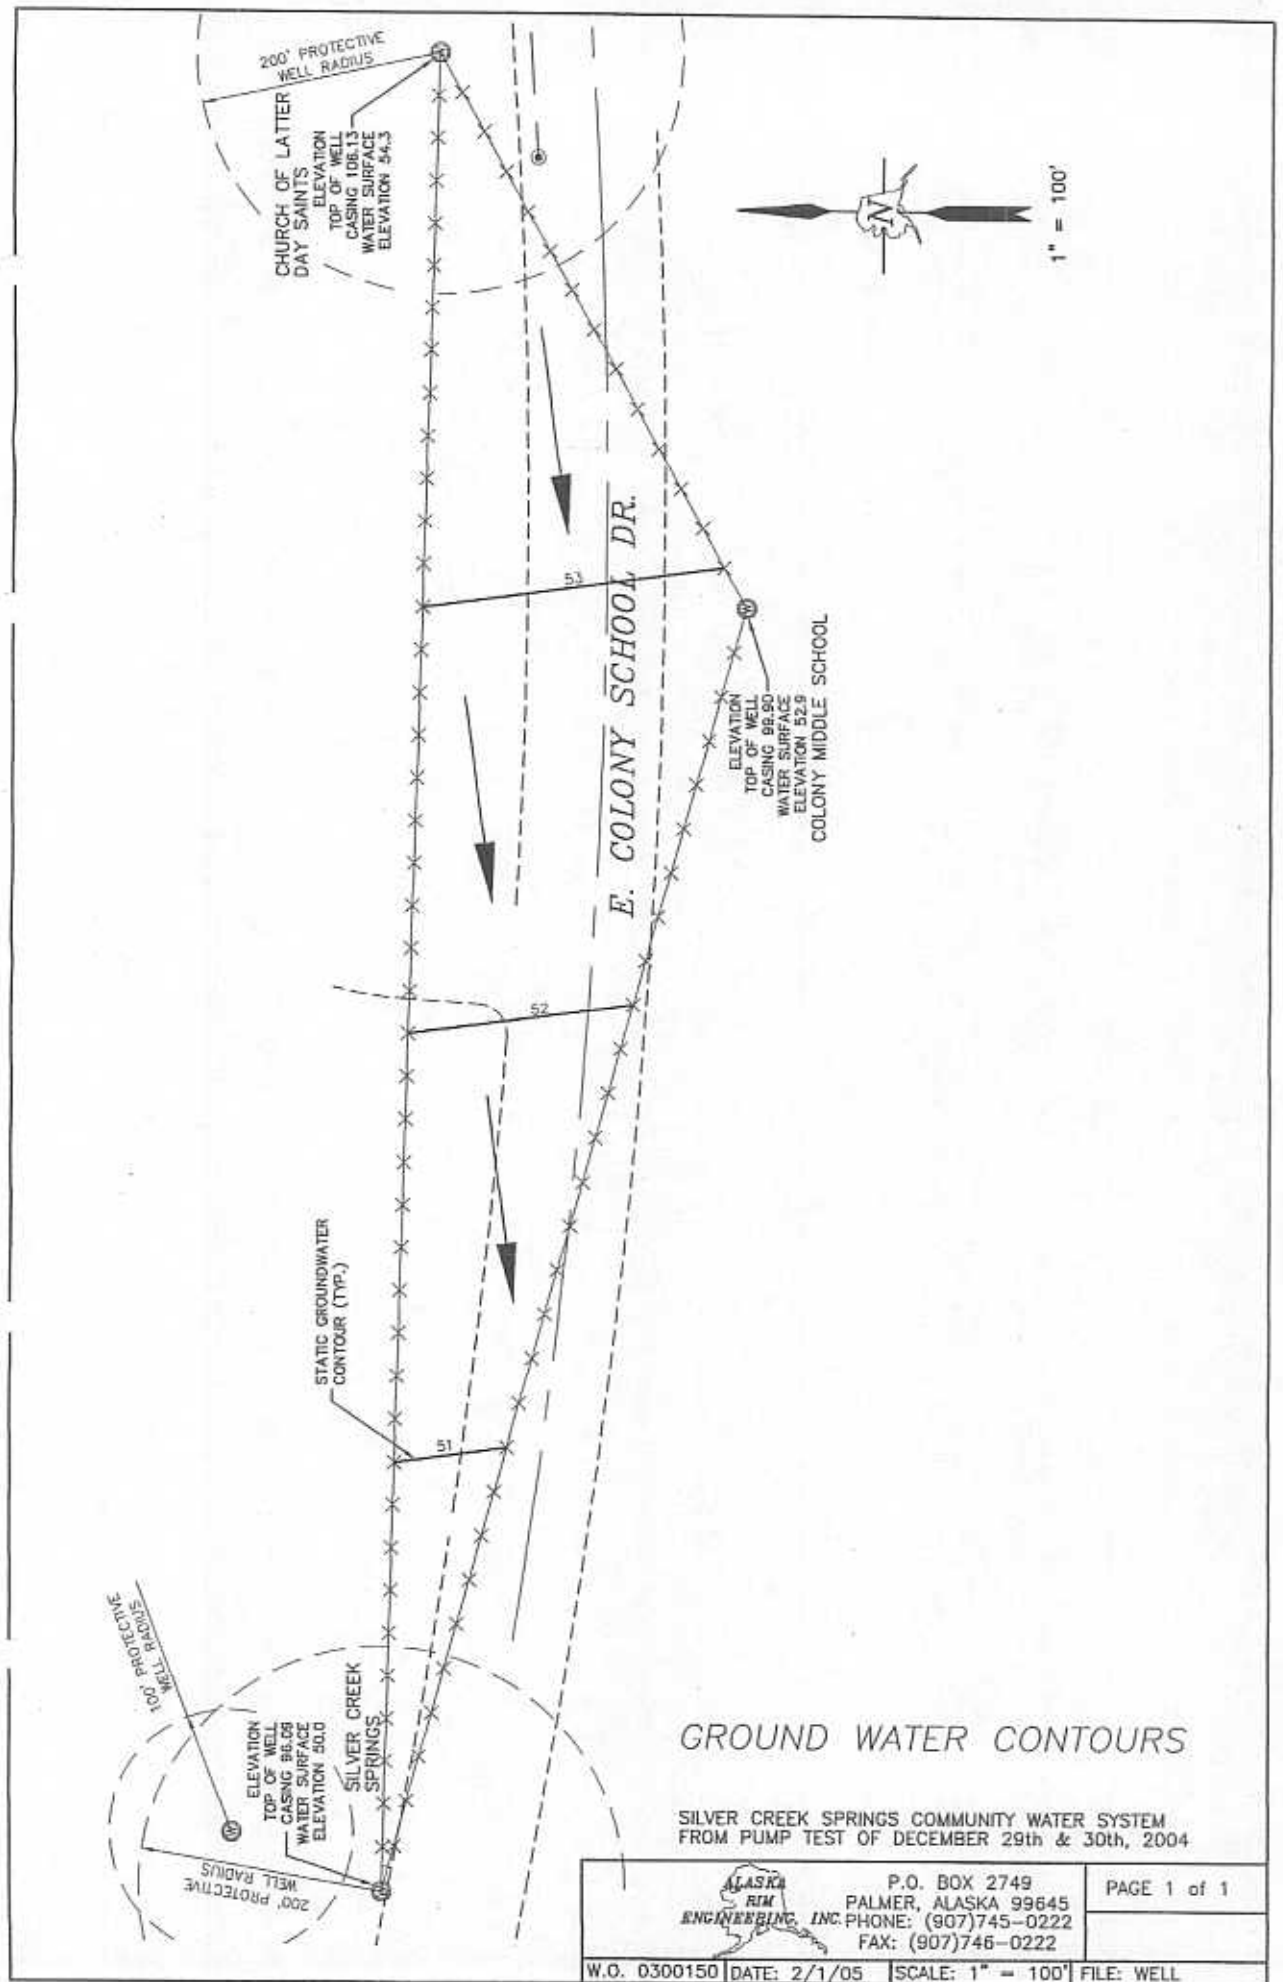 200' PROTECTIVE
WELL RADIUS
CHURCH OF LATTER
DAY SAINTS
ELEVATION
TOP OF WELL
CASING 106.13
WATER SURFACE
ELEVATION 54.3
N
1" = 100'
53
E. COLONY SCHOOL DR.
ELEVATION
TOP OF WELL
CASING 99.90
WATER SURFACE
ELEVATION 52.9
COLONY MIDDLE SCHOOL
52
STATIC GROUNDWATER
CONTOUR (TYP.)
51
100' PROTECTIVE
WELL RADIUS
ELEVATION
TOP OF WELL
CASING 96.09
WATER SURFACE
ELEVATION 50.0
SILVER CREEK
SPRINGS
200' PROTECTIVE
WELL RADIUS
W
W
W
GROUND WATER CONTOURS
SILVER CREEK SPRINGS COMMUNITY WATER SYSTEM
FROM PUMP TEST OF DECEMBER 29th & 30th, 2004
ALASKA
RIM
ENGINEERING, INC.
P.O. BOX 2749
PALMER, ALASKA 99645
PHONE: (907)745-0222
FAX: (907)746-0222
PAGE 1 of 1
W.O. 0300150 DATE: 2/1/05 SCALE: 1" = 100' FILE: WELL